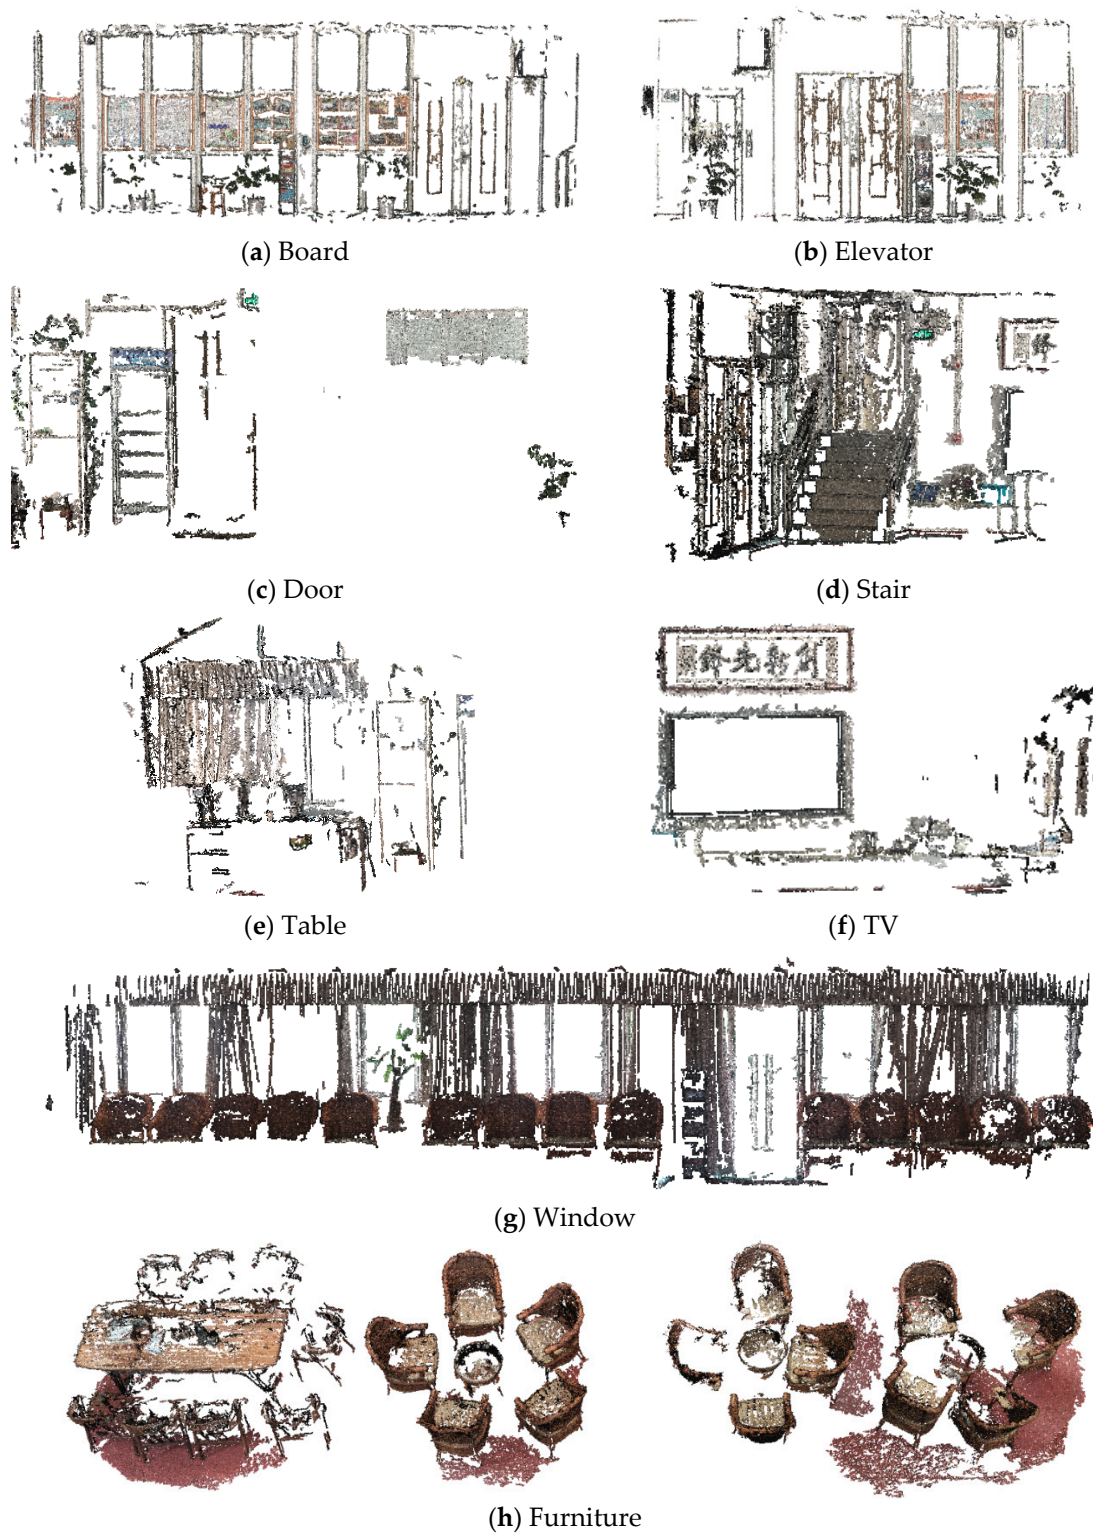 (a) Board
(b) Elevator
(c) Door
(d) Stair
(e) Table
(f) TV
(g) Window
(h) Furniture